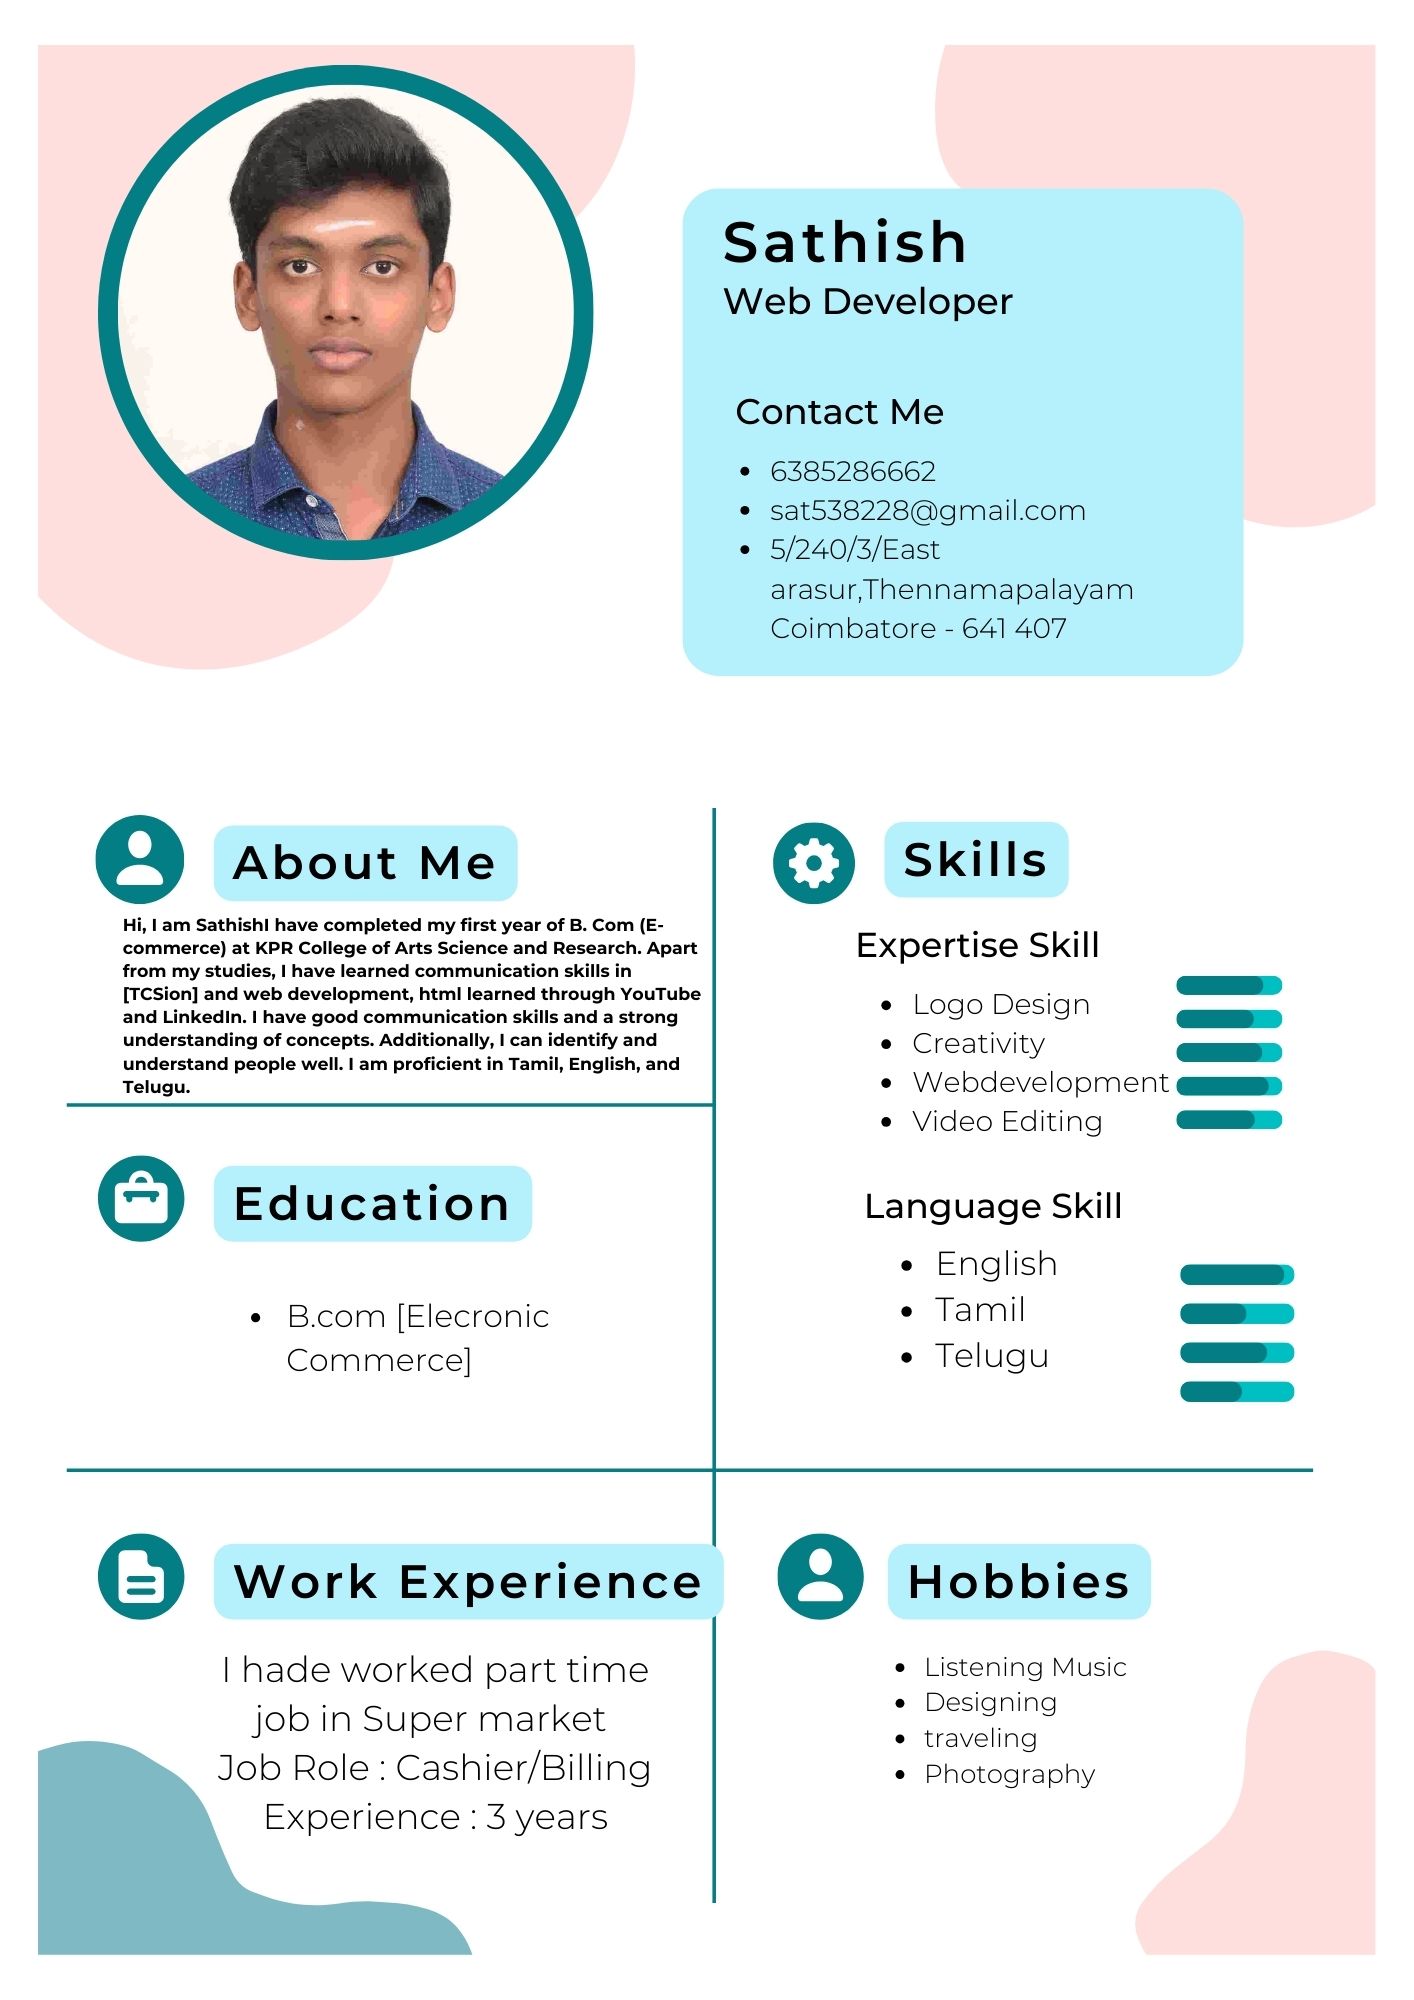 Sathish
Web Developer
Contact Me
6385286662
sat538228@gmail.com
5/240/3/East
arasur,Thennamapalayam
Coimbatore - 641 407
About Me
Hi, I am SathishI have completed my first year of B. Com (E-
commerce) at KPR College of Arts Science and Research. Apart
from my studies, I have learned communication skills in
[TCSion] and web development, html learned through YouTube
and LinkedIn. I have good communication skills and a strong
understanding of concepts. Additionally, I can identify and
understand people well. I am proficient in Tamil, English, and
Telugu.
Education
B.com [Elecronic
Commerce]
Work Experience
I hade worked part time
job in Super market
Job Role : Cashier/Billing
Experience : 3 years
Skills
Expertise Skill
Logo Design
Creativity
Webdevelopment
Video Editing
Language Skill
English
Tamil
Telugu
Hobbies
Listening Music
Designing
traveling
Photography